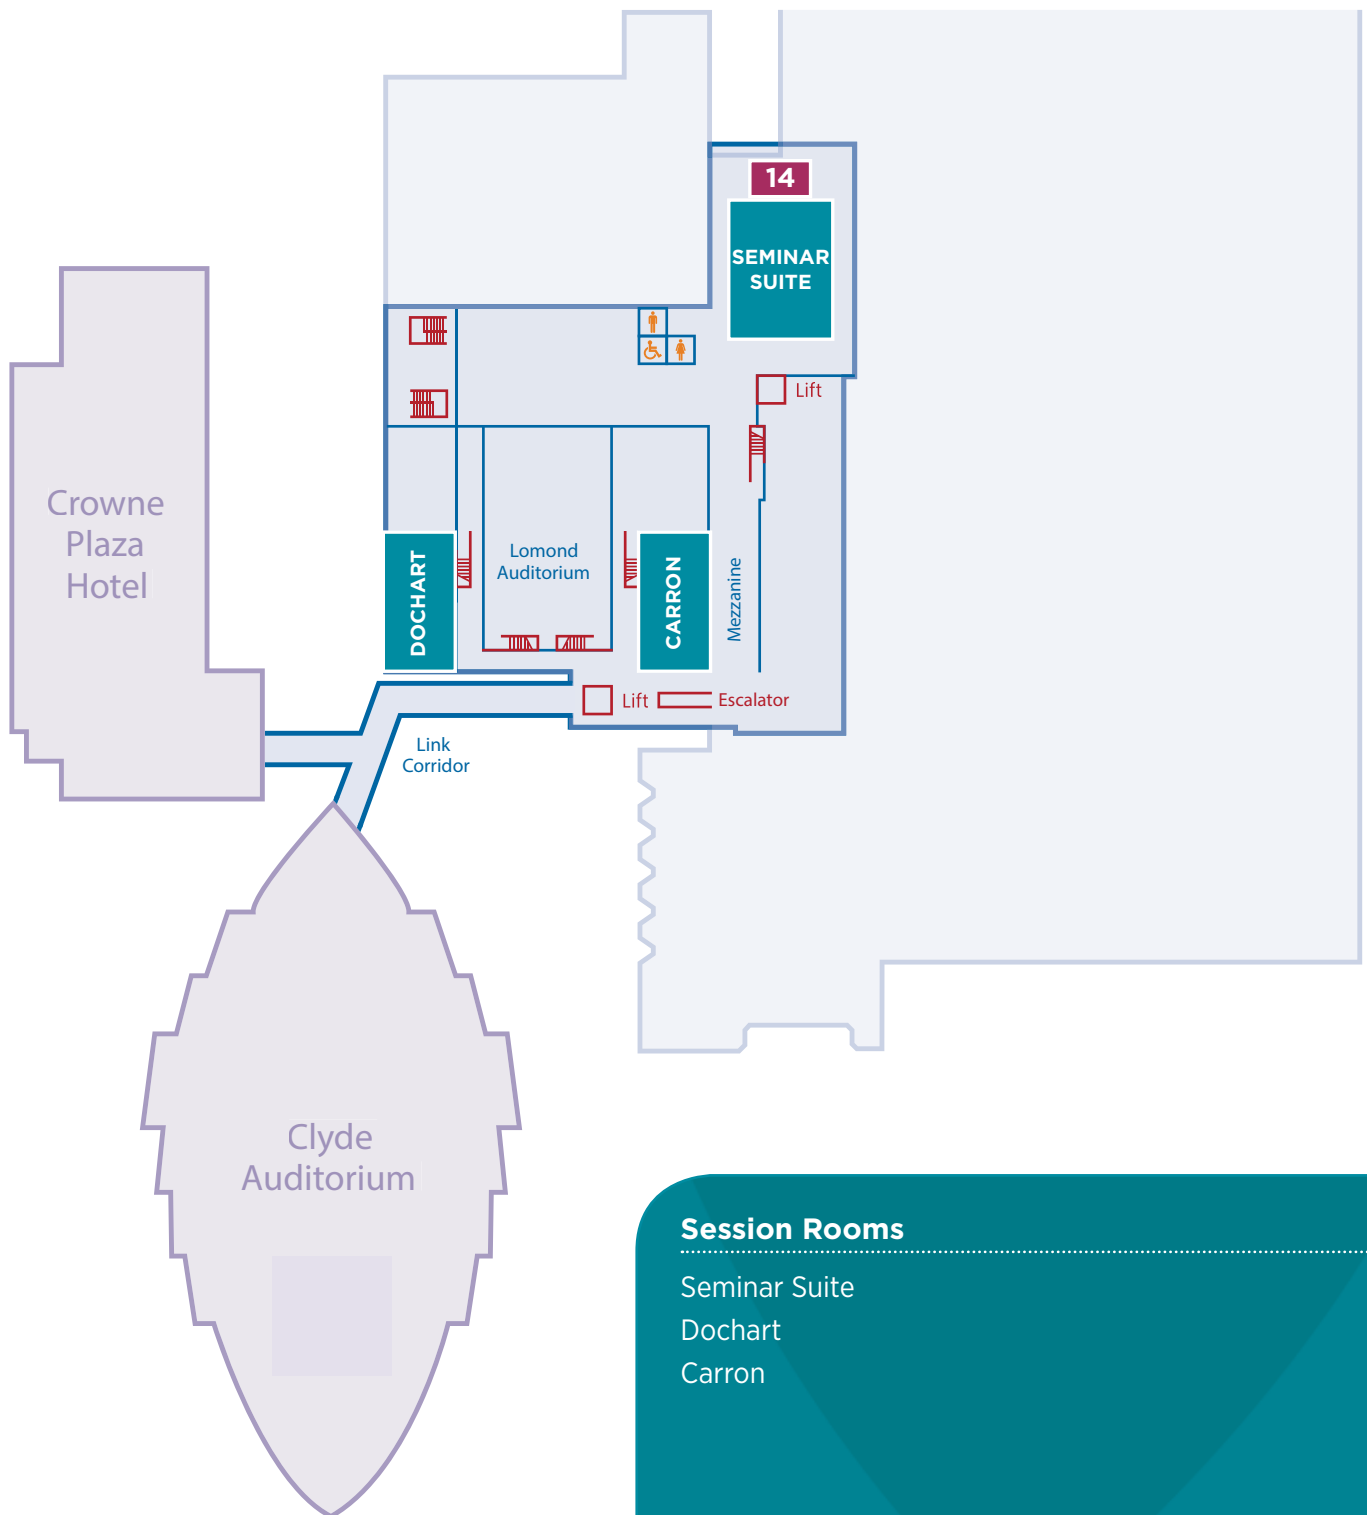 14
SEMINAR
SUITE
Lift
Crowne
Plaza
Hotel
DOCHART
Lomond
Auditorium
CARRON
Mezzanine
Lift
Escalator
Link
Corridor
Clyde
Auditorium
Session Rooms
Seminar Suite
Dochart
Carron